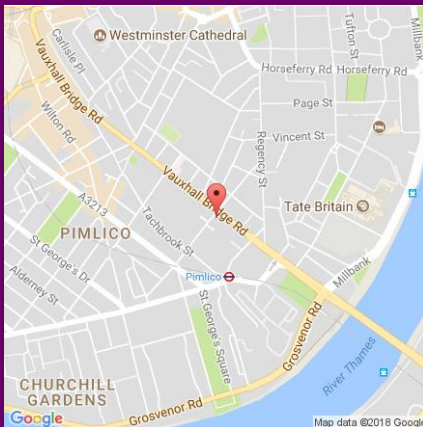 Westminster Cathedral
Carlisle Pl
Vauxhall Bridge Rd
Wilton Rd
Horseferry Rd
Horseferry Rd
Tufton St
Millbank
Page St
Vincent St
Regency St
Vauxhall Bridge Rd
Tate Britain
A3213
Tachbrook St
PIMLICO
St George's Dr
Alderney St
Pimlico
Millbank
St George's Square
Grosvenor Rd
River Thames
CHURCHILL
GARDENS
Grosvenor Rd
Google
Map data ©2018 Google